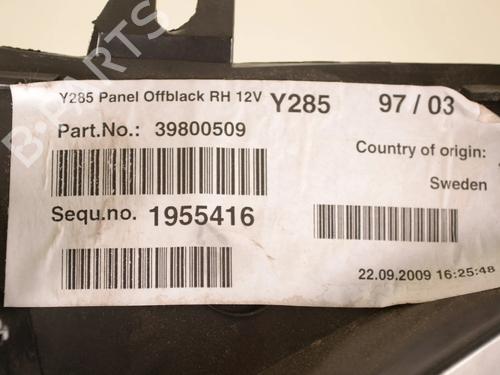 B-PARTS
Y285 Panel Offblack RH 12V Y285 97 / 03
Part.No.: 39800509
Country of origin:
Sweden
Sequ.no. 1955416
22.09.2009 16:25:48